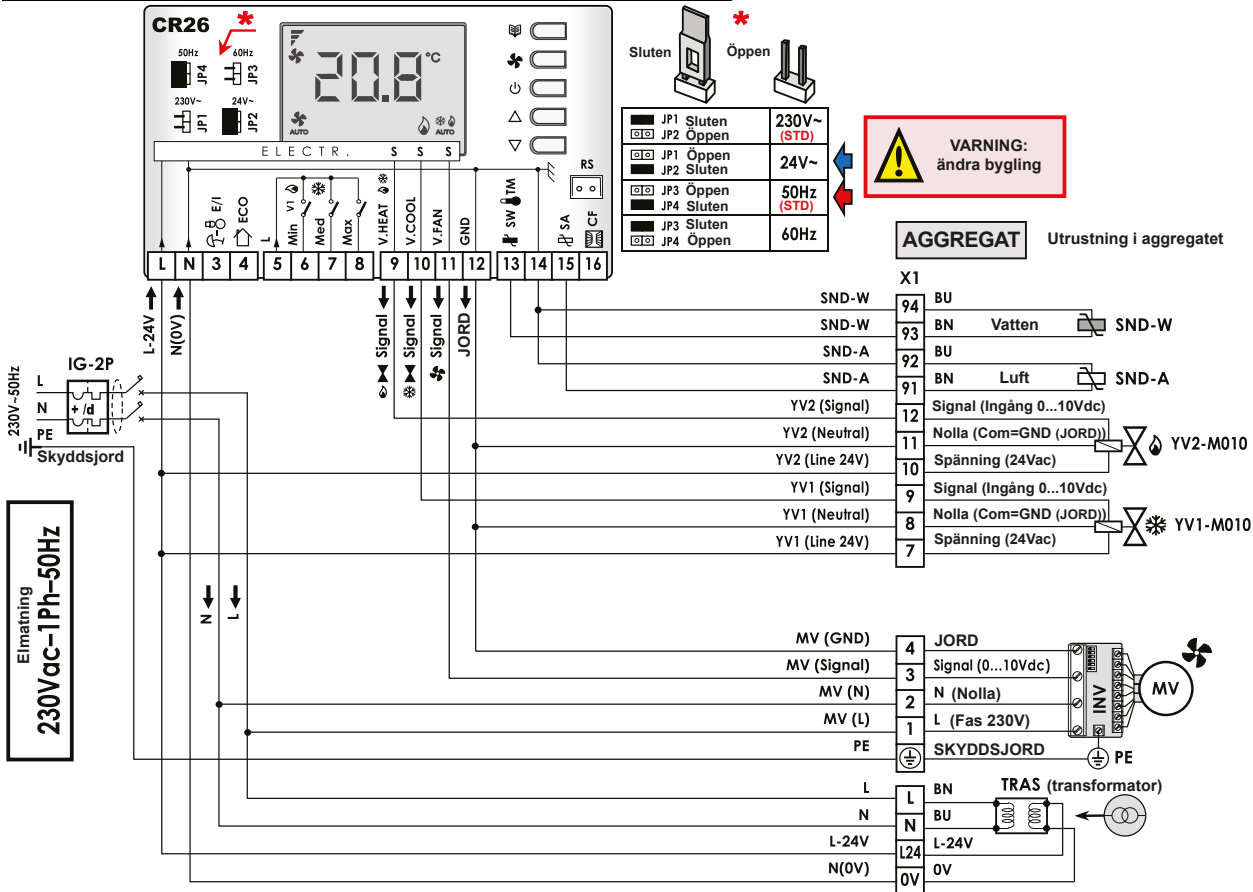 CR26
*
50Hz
JP4
60Hz
JP3
230V~
JP1
24V~
JP2
20.8 °C
AUTO
AUTO
ELECTR.
S S S
RS
E/I
ECO
L
Min V1
Med
Max
V.HEAT
V.COOL
V.FAN
GND
SW TM
SA
CF
L N 3 4 5 6 7 8 9 10 11 12 13 14 15 16
*
Sluten
Öppen
JP1 Sluten
JP2 Öppen
230V~
(STD)
JP1 Öppen
JP2 Sluten
24V~
JP3 Öppen
JP4 Sluten
50Hz
(STD)
JP3 Sluten
JP4 Öppen
60Hz
VARNING:
ändra bygling
AGGREGAT
Utrustning i aggregatet
L-24V
N(0V)
Signal
Signal
Signal
JORD
IG-2P
230V~50Hz
L
N
PE
+ /d
Skyddsjord
Elmatning
230Vac–1Ph–50Hz
N
L
X1
SND-W 94 BU
SND-W 93 BN Vatten SND-W
SND-A 92 BU
SND-A 91 BN Luft SND-A
YV2 (Signal) 12 Signal (Ingång 0...10Vdc)
YV2 (Neutral) 11 Nolla (Com=GND (JORD)) YV2-M010
YV2 (Line 24V) 10 Spänning (24Vac)
YV1 (Signal) 9 Signal (Ingång 0...10Vdc)
YV1 (Neutral) 8 Nolla (Com=GND (JORD)) YV1-M010
YV1 (Line 24V) 7 Spänning (24Vac)
MV (GND) 4 JORD
MV (Signal) 3 Signal (0...10Vdc)
MV (N) 2 N (Nolla)
MV (L) 1 L (Fas 230V)
PE SKYDDSJORD PE
INV
MV
TRAS (transformator)
L L BN
N N BU
L-24V L24 L-24V
N(0V) 0V 0V